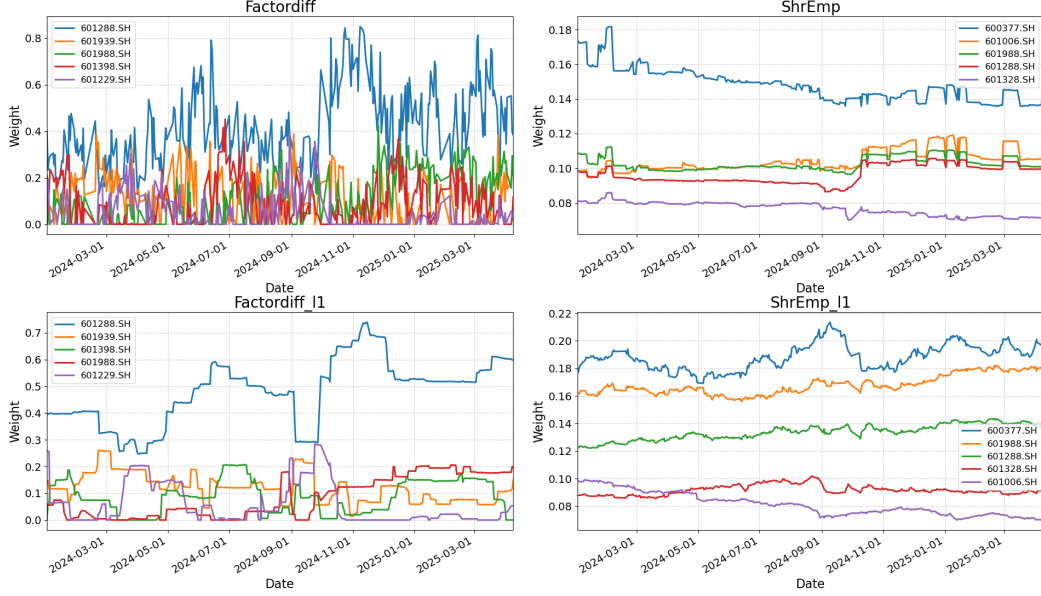 Factordiff
Weight
0.8
0.6
0.4
0.2
0.0
601288.SH
601939.SH
601988.SH
601398.SH
601229.SH
2024-03-01
2024-05-01
2024-07-01
2024-09-01
2024-11-01
2025-01-01
2025-03-01
Date
ShrEmp
Weight
0.18
0.16
0.14
0.12
0.10
0.08
600377.SH
601006.SH
601988.SH
601288.SH
601328.SH
2024-03-01
2024-05-01
2024-07-01
2024-09-01
2024-11-01
2025-01-01
2025-03-01
Date
Factordiff_l1
Weight
0.7
0.6
0.5
0.4
0.3
0.2
0.1
0.0
601288.SH
601939.SH
601398.SH
601988.SH
601229.SH
2024-03-01
2024-05-01
2024-07-01
2024-09-01
2024-11-01
2025-01-01
2025-03-01
Date
ShrEmp_l1
Weight
0.22
0.20
0.18
0.16
0.14
0.12
0.10
0.08
600377.SH
601988.SH
601288.SH
601328.SH
601006.SH
2024-03-01
2024-05-01
2024-07-01
2024-09-01
2024-11-01
2025-01-01
2025-03-01
Date